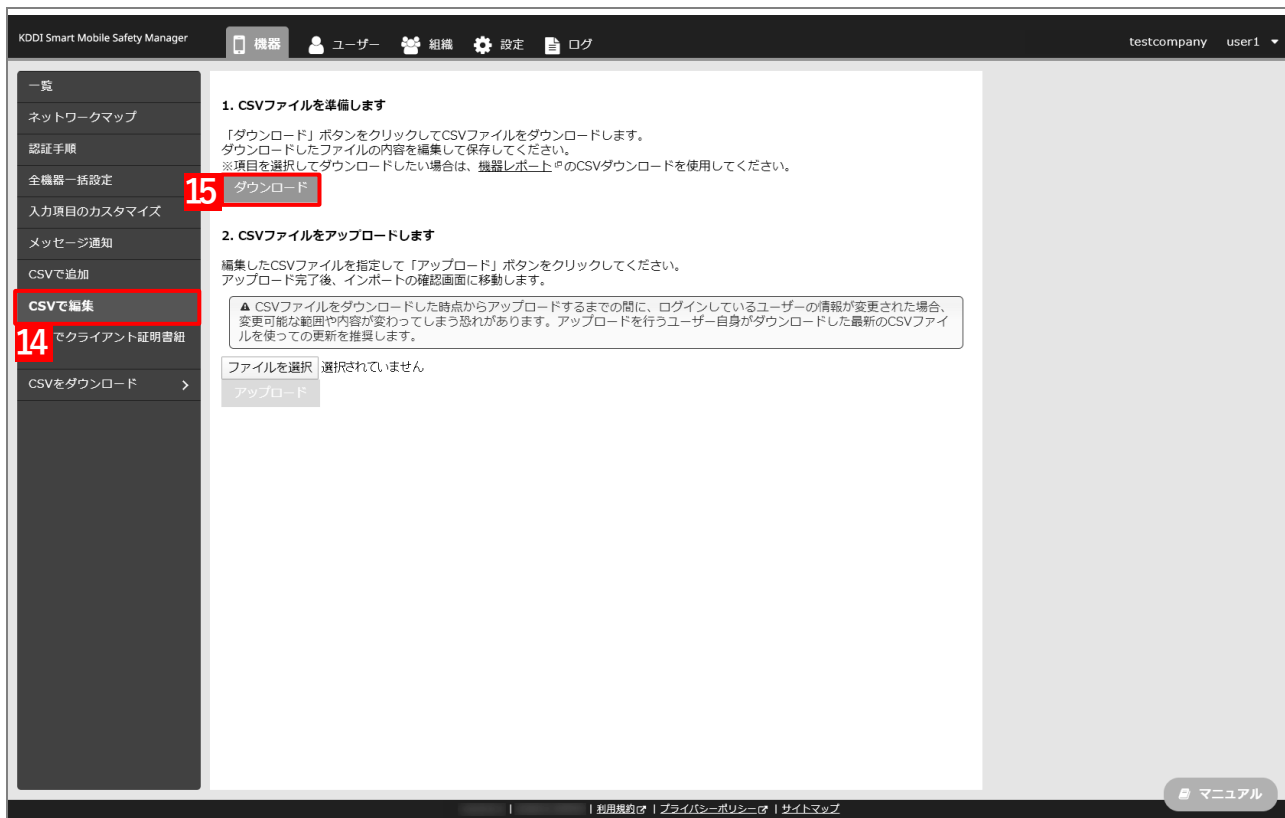 KDDI Smart Mobile Safety Manager
機器
ユーザー
組織
設定
ログ
testcompany
user1
一覧
ネットワークマップ
認証手順
全機器一括設定
入力項目のカスタマイズ
メッセージ通知
CSVで追加
CSVで編集
14
でクライアント証明書紐
CSVをダウンロード
1. CSVファイルを準備します
「ダウンロード」ボタンをクリックしてCSVファイルをダウンロードします。
ダウンロードしたファイルの内容を編集して保存してください。
※項目を選択してダウンロードしたい場合は、機器レポートのCSVダウンロードを使用してください。
15
ダウンロード
2. CSVファイルをアップロードします
編集したCSVファイルを指定して「アップロード」ボタンをクリックしてください。
アップロード完了後、インポートの確認画面に移動します。
CSVファイルをダウンロードした時点からアップロードするまでの間に、ログインしているユーザーの情報が変更された場合、
変更可能な範囲や内容が変わってしまう恐れがあります。アップロードを行うユーザー自身がダウンロードした最新のCSVファイ
ルを使っての更新を推奨します。
ファイルを選択 選択されていません
アップロード
マニュアル
| | 利用規約 | プライバシーポリシー | サイトマップ